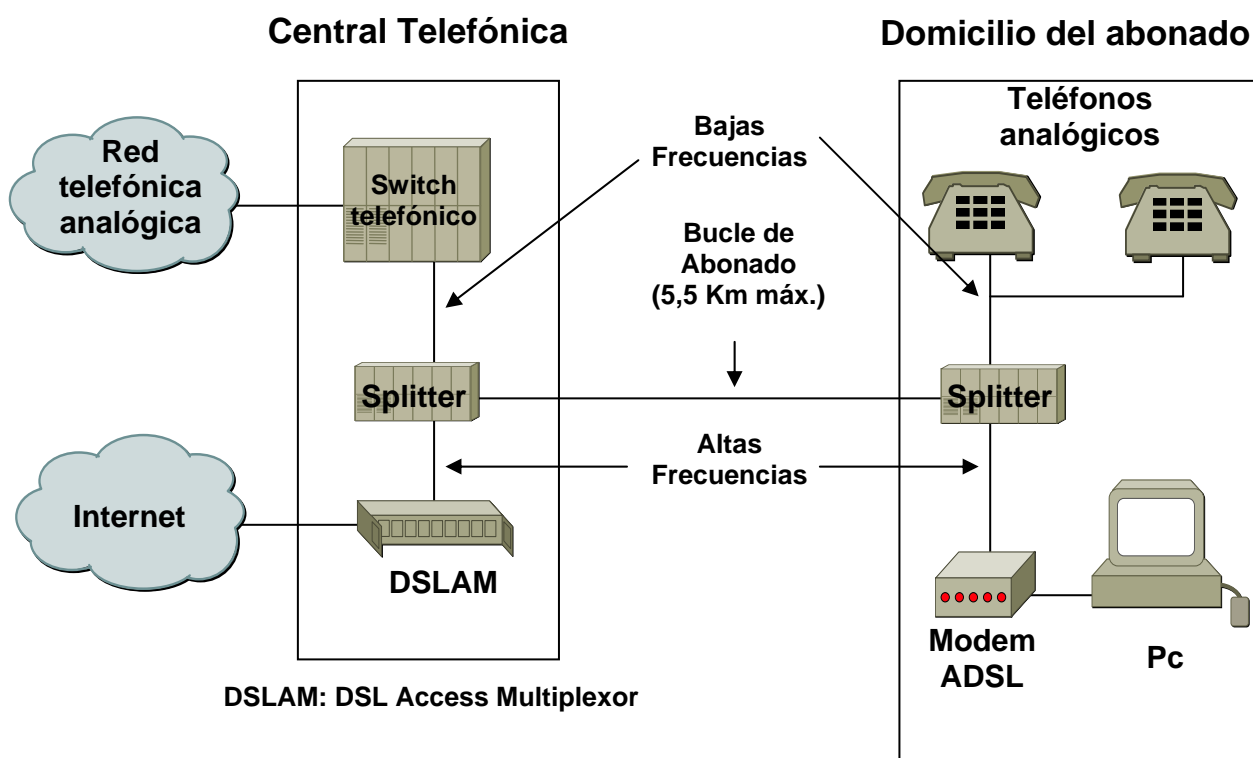 Central Telefónica
Domicilio del abonado
Red
telefónica
analógica
Switch
telefónico
Bajas
Frecuencias
Teléfonos
analógicos
Bucle de
Abonado
(5,5 Km máx.)
Splitter
Splitter
Altas
Frecuencias
Internet
DSLAM
Modem
ADSL
Pc
DSLAM: DSL Access Multiplexor